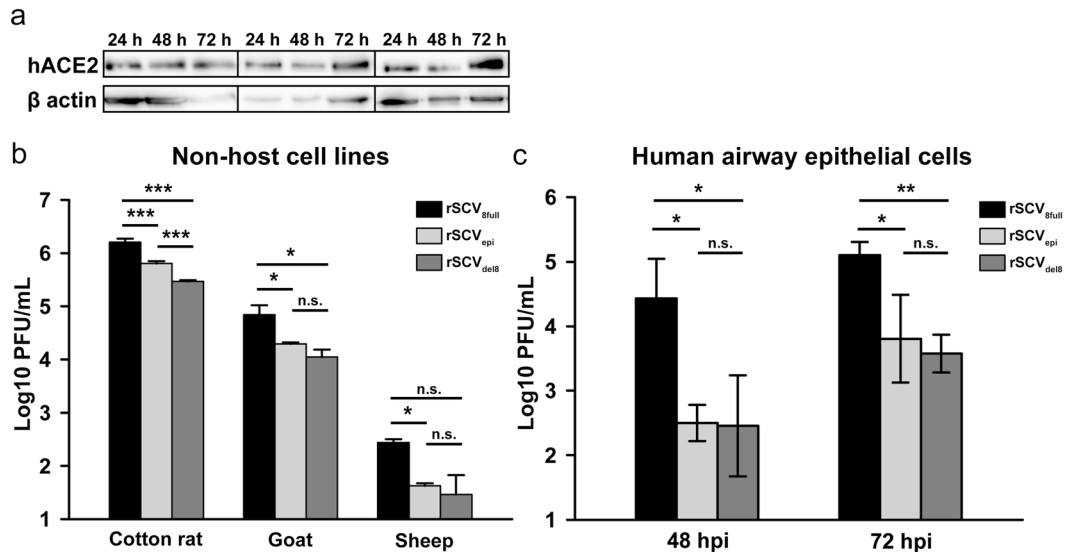 a
24 h 48 h 72 h 24 h 48 h 72 h 24 h 48 h 72 h
hACE2
β actin
b
Non-host cell lines
Log10 PFU/mL
7
6
5
4
3
2
1
***
***
***
*
*
n.s.
n.s.
*
n.s.
rSCV8full
rSCVepi
rSCVdel8
Cotton rat Goat Sheep
c
Human airway epithelial cells
Log10 PFU/mL
6
5
4
3
2
1
*
*
n.s.
**
*
n.s.
rSCV8full
rSCVepi
rSCVdel8
48 hpi 72 hpi